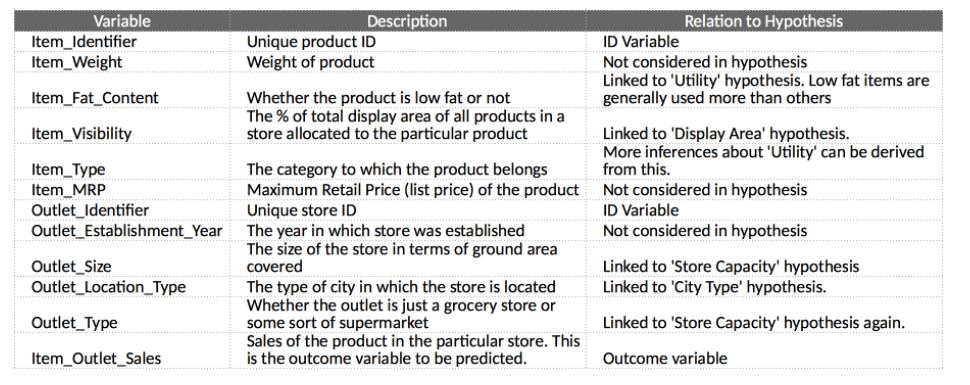 Variable Description Relation to Hypothesis
Item_Identifier Unique product ID ID Variable
Item_Weight Weight of product Not considered in hypothesis
Linked to 'Utility' hypothesis. Low fat items are
Item_Fat_Content Whether the product is low fat or not generally used more than others
The % of total display area of all products in a
Item_Visibility store allocated to the particular product Linked to 'Display Area' hypothesis.
More inferences about 'Utility' can be derived
Item_Type The category to which the product belongs from this.
Item_MRP Maximum Retail Price (list price) of the product Not considered in hypothesis
Outlet_Identifier Unique store ID ID Variable
Outlet_Establishment_Year The year in which store was established Not considered in hypothesis
The size of the store in terms of ground area
Outlet_Size covered Linked to 'Store Capacity' hypothesis
Outlet_Location_Type The type of city in which the store is located Linked to 'City Type' hypothesis.
Whether the outlet is just a grocery store or
Outlet_Type some sort of supermarket Linked to 'Store Capacity' hypothesis again.
Sales of the product in the particular store. This
Item_Outlet_Sales is the outcome variable to be predicted. Outcome variable